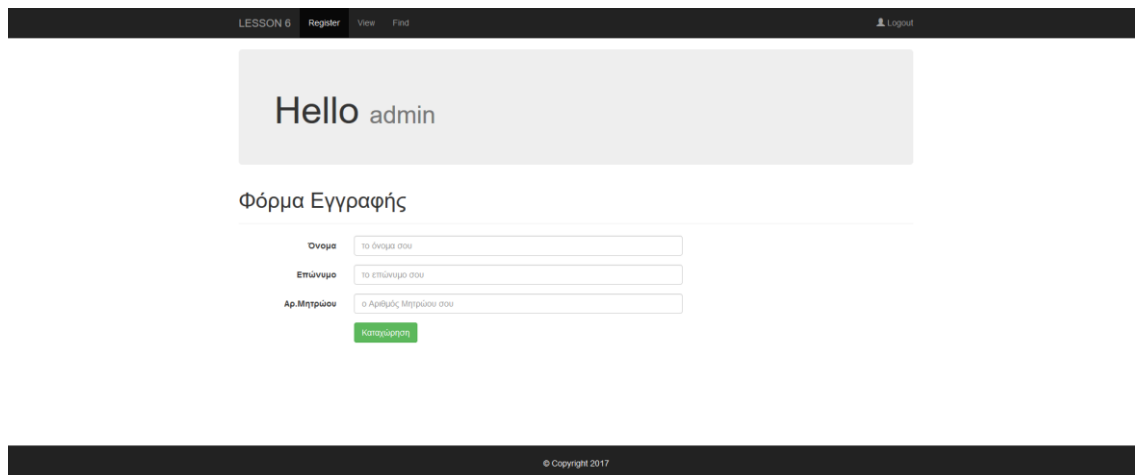 LESSON 6 Register View Find Logout
Hello admin
Φόρμα Εγγραφής
Όνομα το όνομα σου
Επώνυμο το επώνυμο σου
Αρ.Μητρώου ο Αριθμός Μητρώου σου
Καταχώρηση
© Copyright 2017